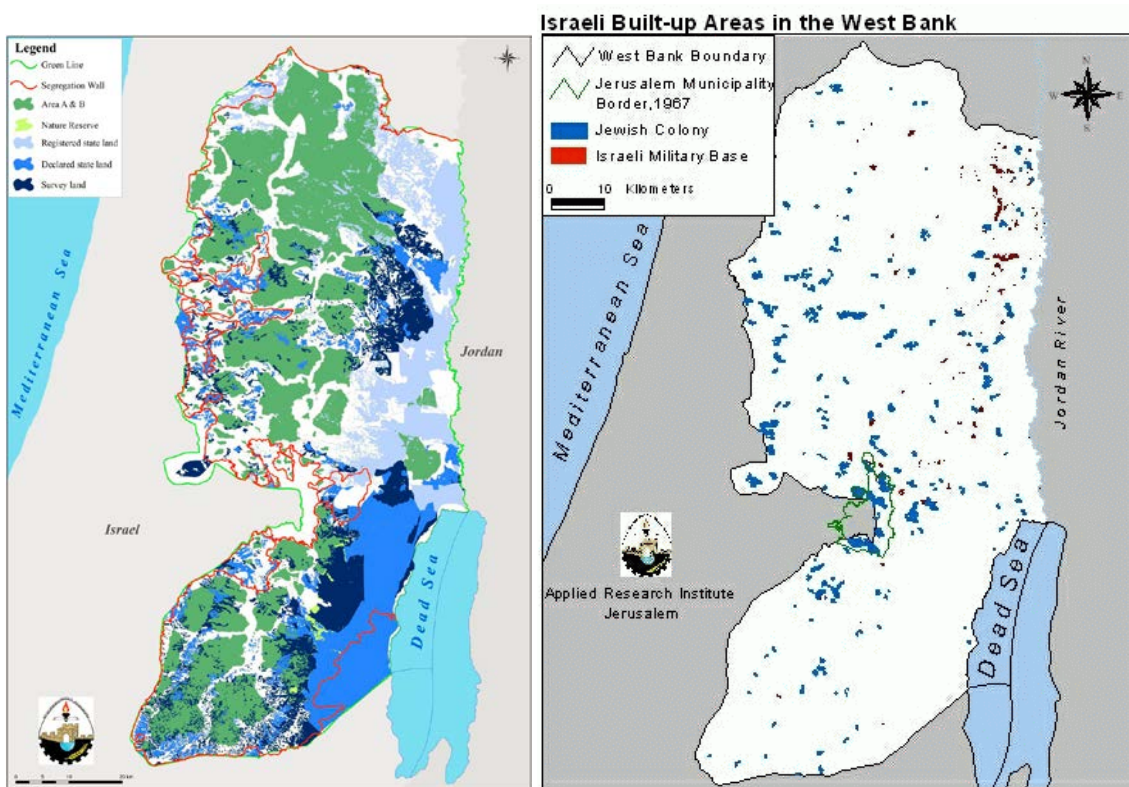 Legend
Green Line
Segregation Wall
Area A & B
Nature Reserve
Registered state land
Declared state land
Survey land
Mediterranean Sea
Jordan
Israel
Dead Sea
Israeli Built-up Areas in the West Bank
West Bank Boundary
Jerusalem Municipality
Border,1967
Jewish Colony
Israeli Military Base
0 10 Kilometers
N
W E
S
Mediterranean Sea
Jordan River
Applied Research Institute
Jerusalem
Dead Sea